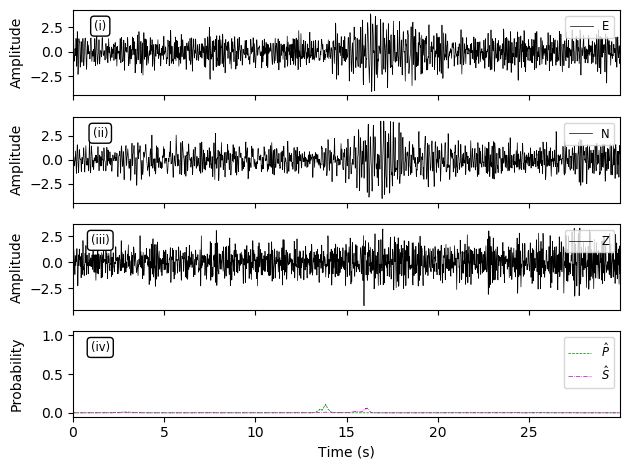 (i)
E
Amplitude
2.5
0.0
−2.5
(ii)
N
Amplitude
2.5
0.0
−2.5
(iii)
Z
Amplitude
2.5
0.0
−2.5
(iv)
P̂
Ŝ
Probability
1.0
0.5
0.0
0 5 10 15 20 25
Time (s)